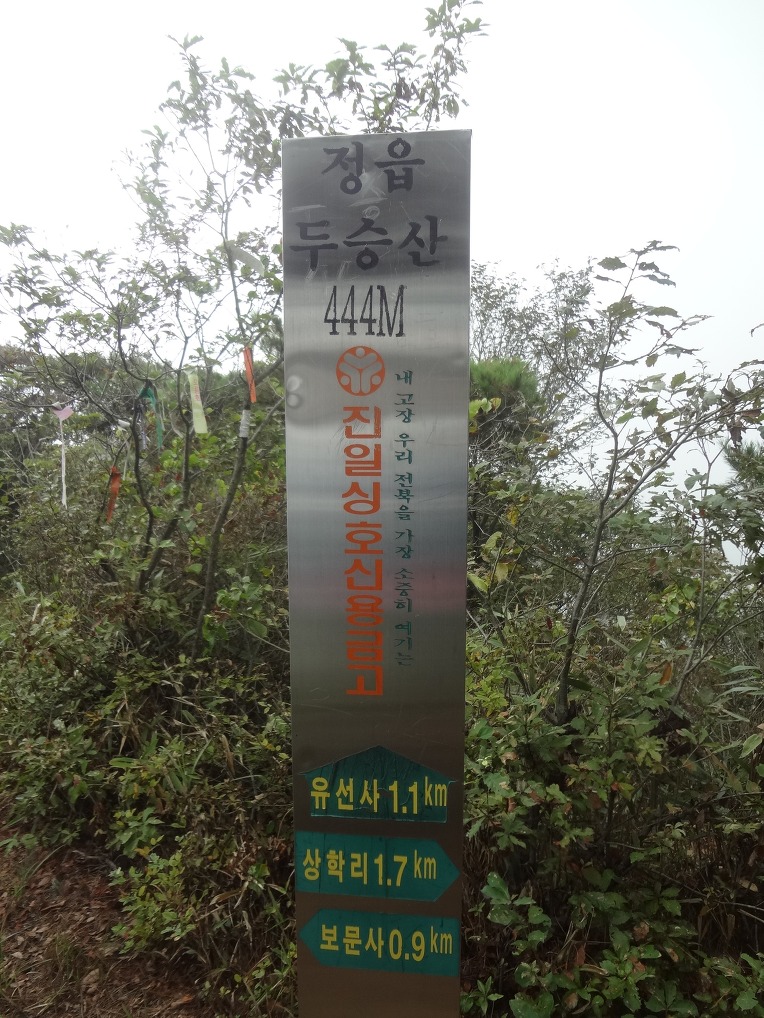 정읍
두승산
444M
내 고장 우리 전북을 가장 소중히 여기는
진일상호신용금고
유선사 1.1km
상학리 1.7km
보문사 0.9km